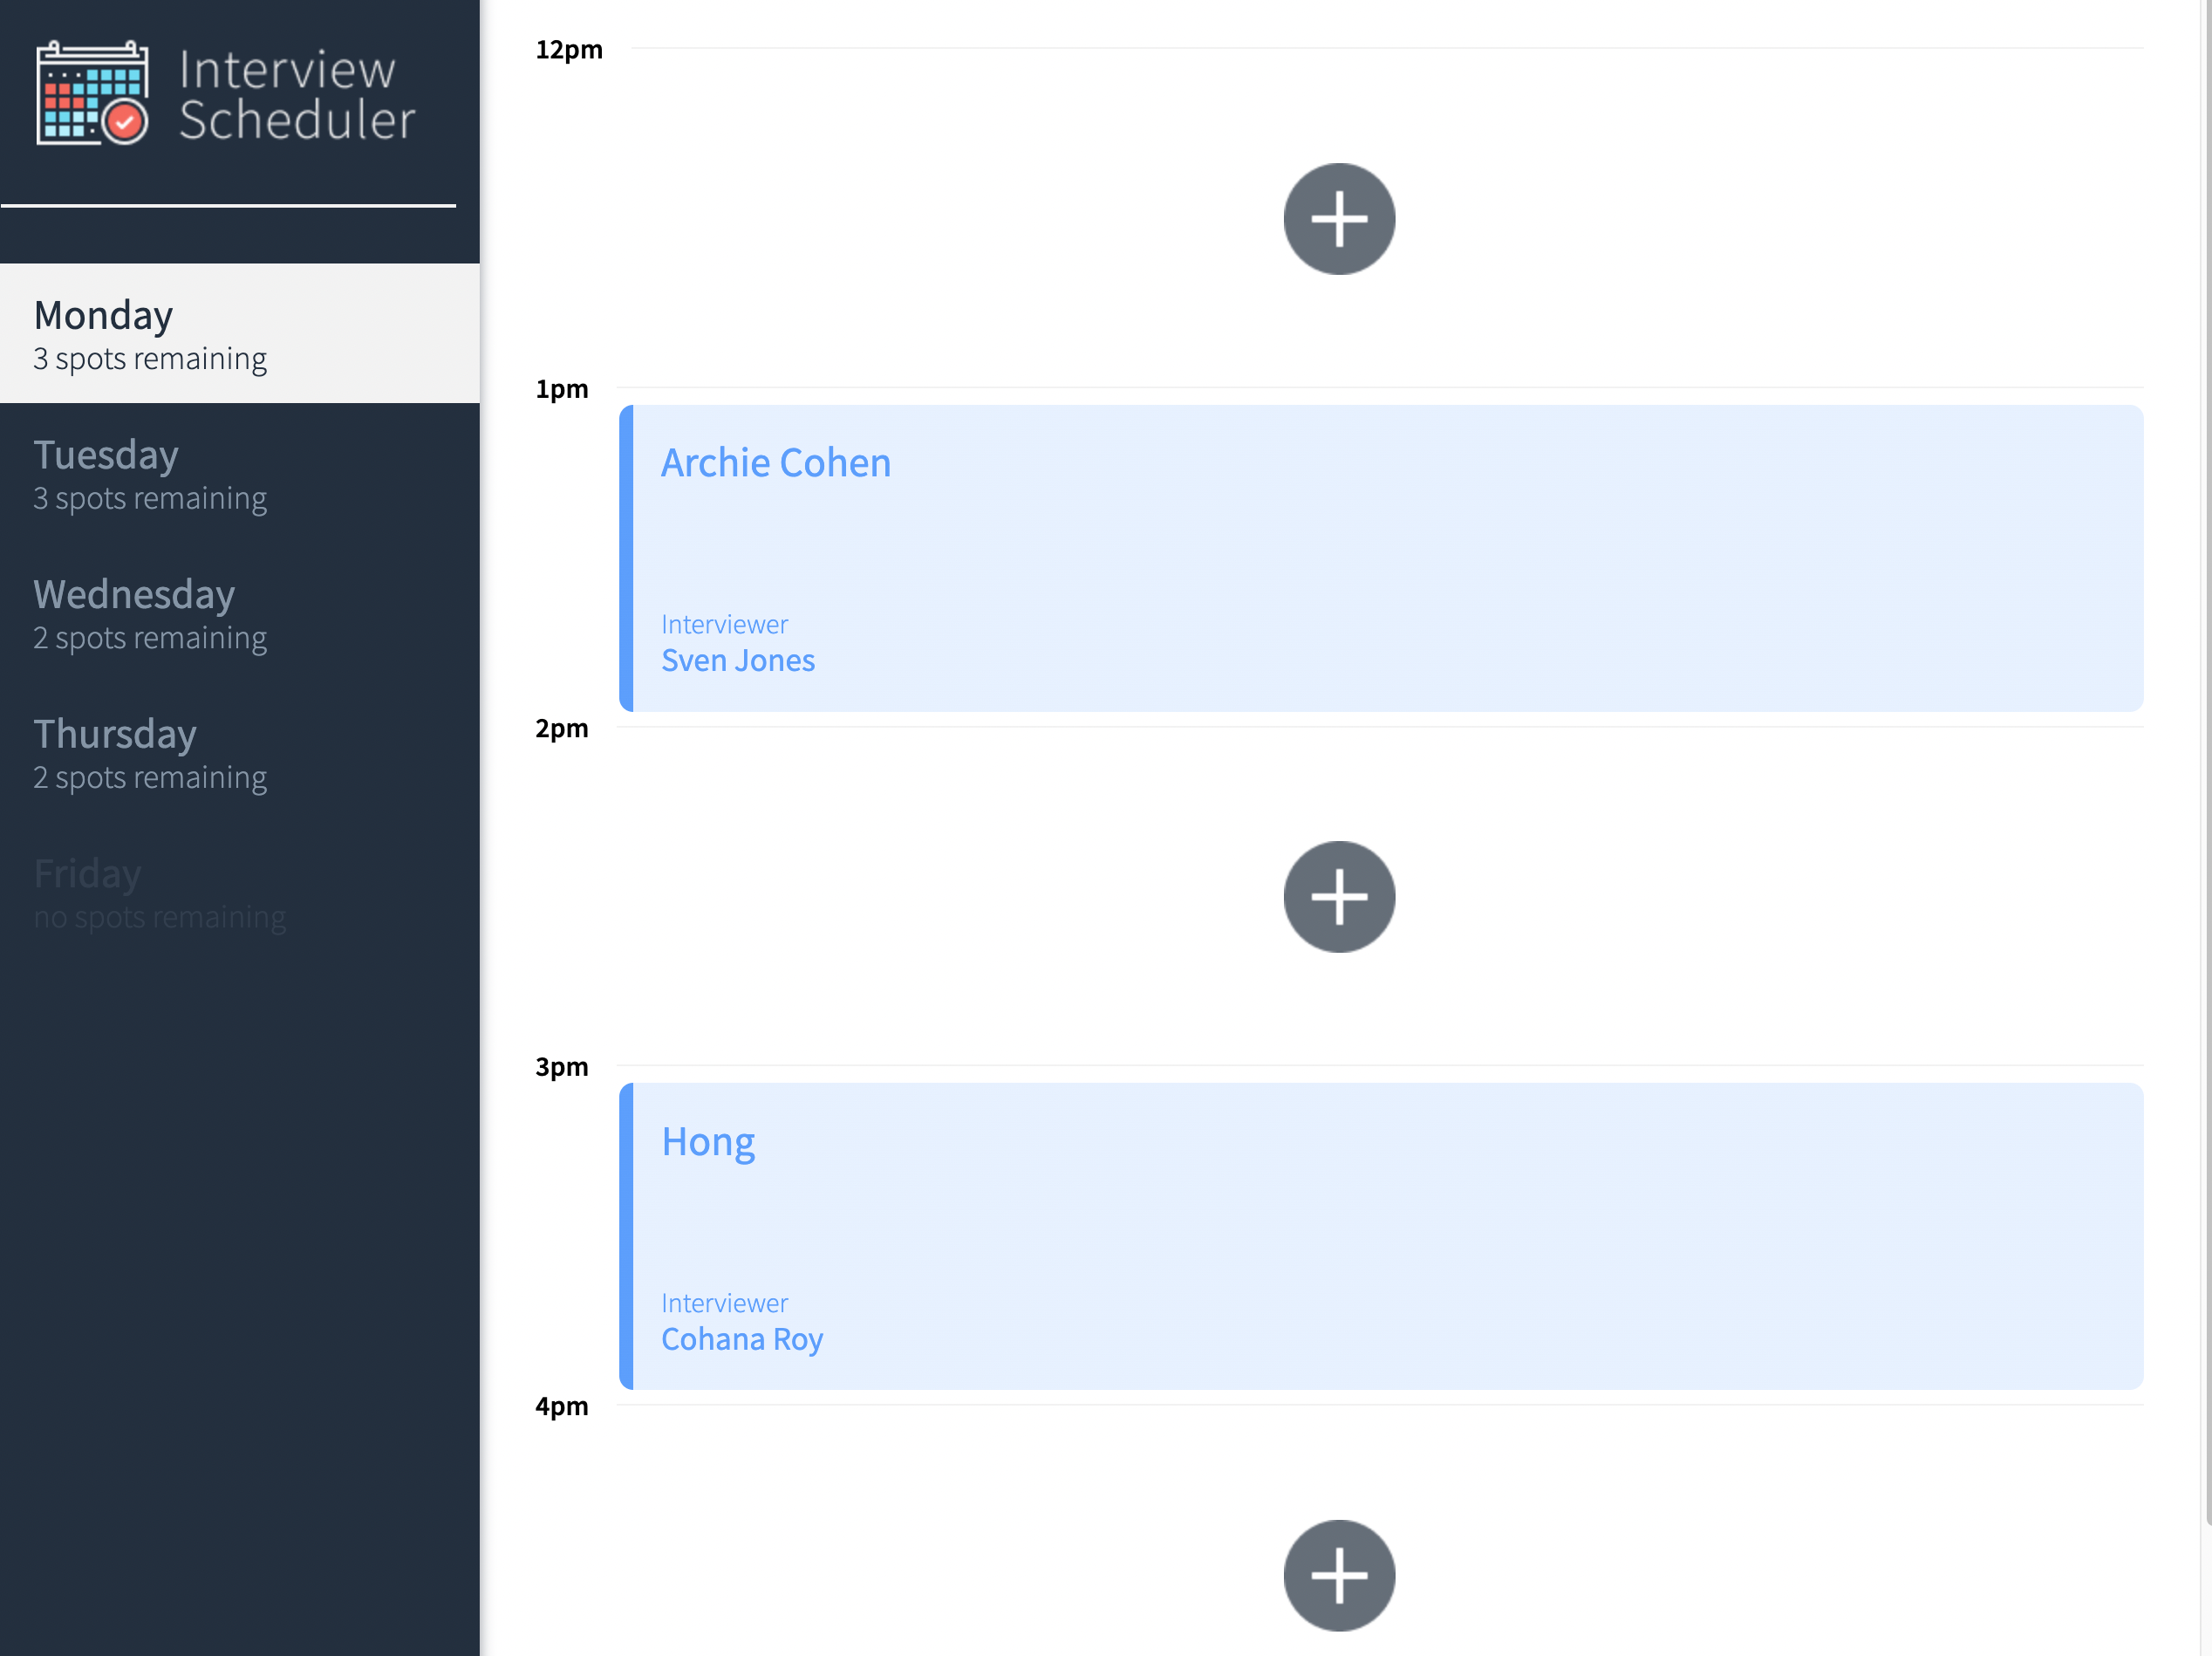 Interview
Scheduler
Monday
3 spots remaining
Tuesday
3 spots remaining
Wednesday
2 spots remaining
Thursday
2 spots remaining
Friday
no spots remaining
12pm
1pm
Archie Cohen
Interviewer
Sven Jones
2pm
3pm
Hong
Interviewer
Cohana Roy
4pm